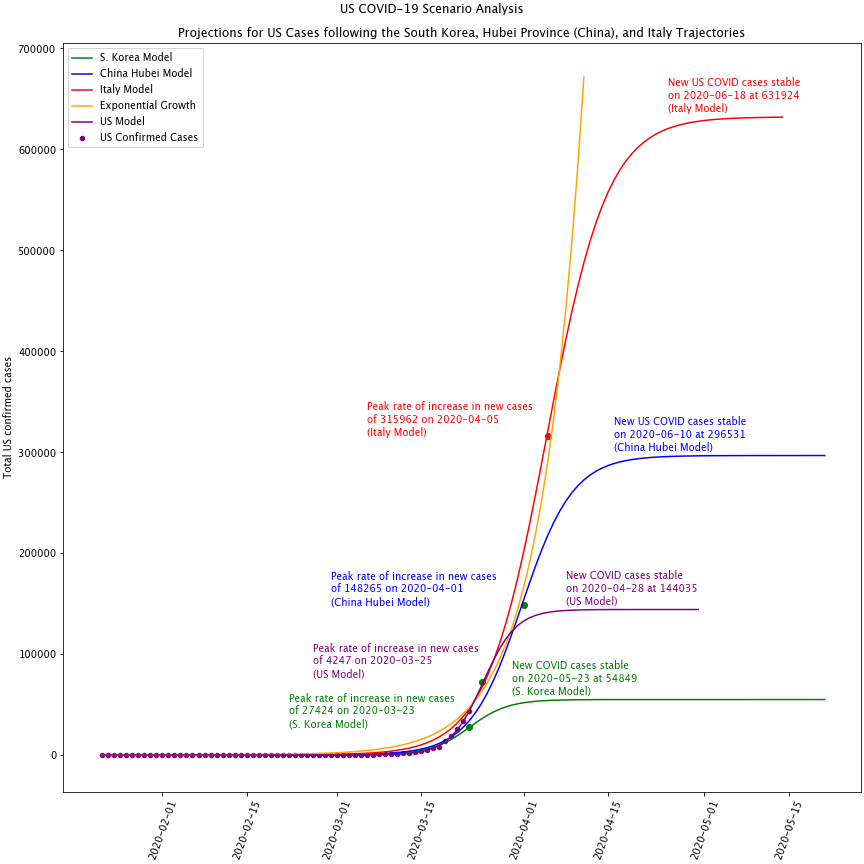 US COVID-19 Scenario Analysis
Projections for US Cases following the South Korea, Hubei Province (China), and Italy Trajectories
S. Korea Model
China Hubei Model
Italy Model
Exponential Growth
US Model
US Confirmed Cases
New US COVID cases stable
on 2020-06-18 at 631924
(Italy Model)
Peak rate of increase in new cases
of 315962 on 2020-04-05
(Italy Model)
New US COVID cases stable
on 2020-06-10 at 296531
(China Hubei Model)
Peak rate of increase in new cases
of 148265 on 2020-04-01
(China Hubei Model)
New COVID cases stable
on 2020-04-28 at 144035
(US Model)
Peak rate of increase in new cases
of 4247 on 2020-03-25
(US Model)
New COVID cases stable
on 2020-05-23 at 54849
(S. Korea Model)
Peak rate of increase in new cases
of 27424 on 2020-03-23
(S. Korea Model)
Total US confirmed cases
700000
600000
500000
400000
300000
200000
100000
0
2020-02-01
2020-02-15
2020-03-01
2020-03-15
2020-04-01
2020-04-15
2020-05-01
2020-05-15